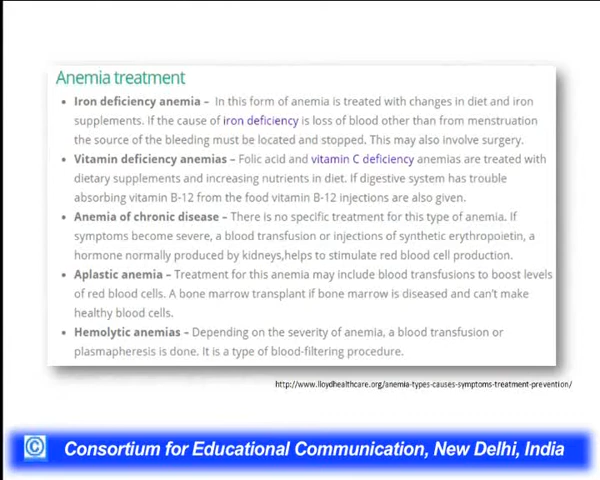 Anemia treatment
• Iron deficiency anemia – In this form of anemia is treated with changes in diet and iron
supplements. If the cause of iron deficiency is loss of blood other than from menstruation
the source of the bleeding must be located and stopped. This may also involve surgery.
• Vitamin deficiency anemias – Folic acid and vitamin C deficiency anemias are treated with
dietary supplements and increasing nutrients in diet. If digestive system has trouble
absorbing vitamin B-12 from the food vitamin B-12 injections are also given.
• Anemia of chronic disease – There is no specific treatment for this type of anemia. If
symptoms become severe, a blood transfusion or injections of synthetic erythropoietin, a
hormone normally produced by kidneys,helps to stimulate red blood cell production.
• Aplastic anemia – Treatment for this anemia may include blood transfusions to boost levels
of red blood cells. A bone marrow transplant if bone marrow is diseased and can't make
healthy blood cells.
• Hemolytic anemias – Depending on the severity of anemia, a blood transfusion or
plasmapheresis is done. It is a type of blood-filtering procedure.
http://www.lloydhealthcare.org/anemia-types-causes-symptoms-treatment-prevention/
© Consortium for Educational Communication, New Delhi, India